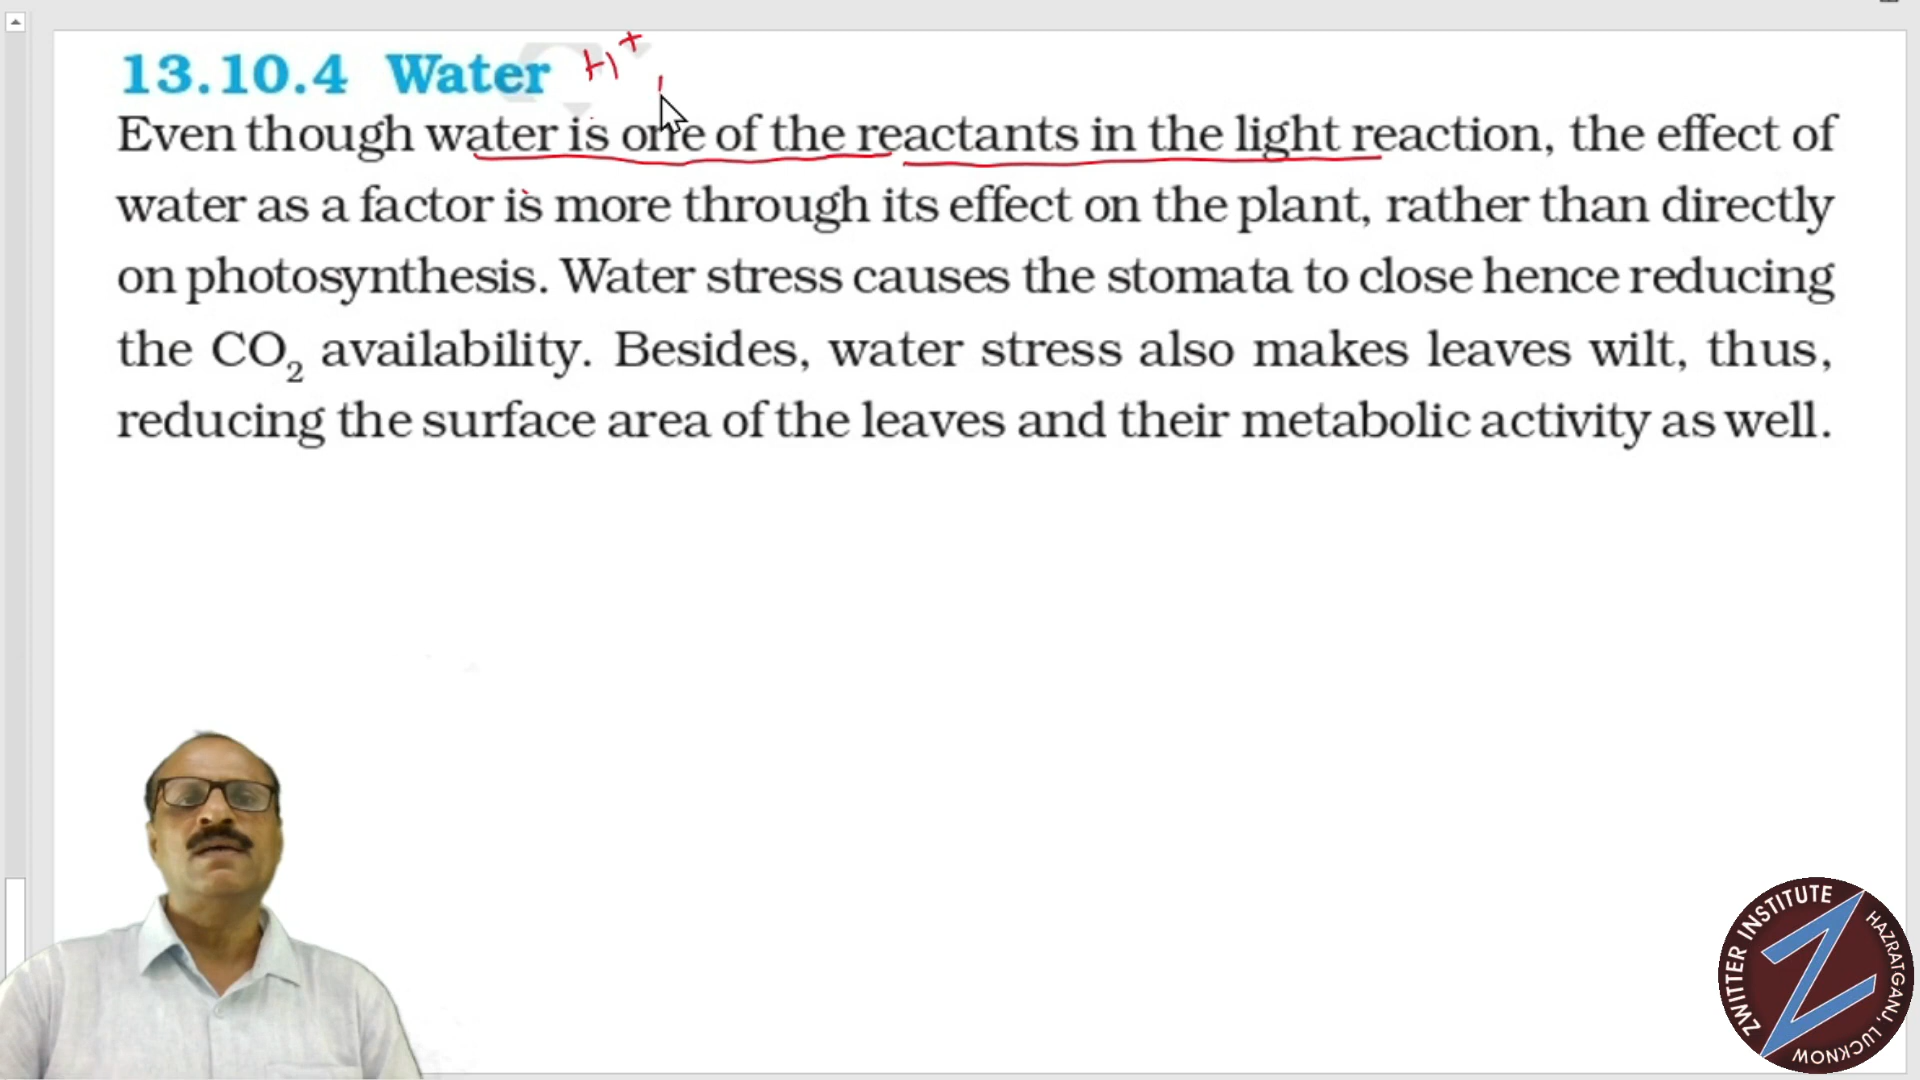 13.10.4 Water H+
Even though water is one of the reactants in the light reaction, the effect of
water as a factor is more through its effect on the plant, rather than directly
on photosynthesis. Water stress causes the stomata to close hence reducing
the CO₂ availability. Besides, water stress also makes leaves wilt, thus,
reducing the surface area of the leaves and their metabolic activity as well.
ZWITTER INSTITUTE
HAZRATGANJ, LUCKNOW